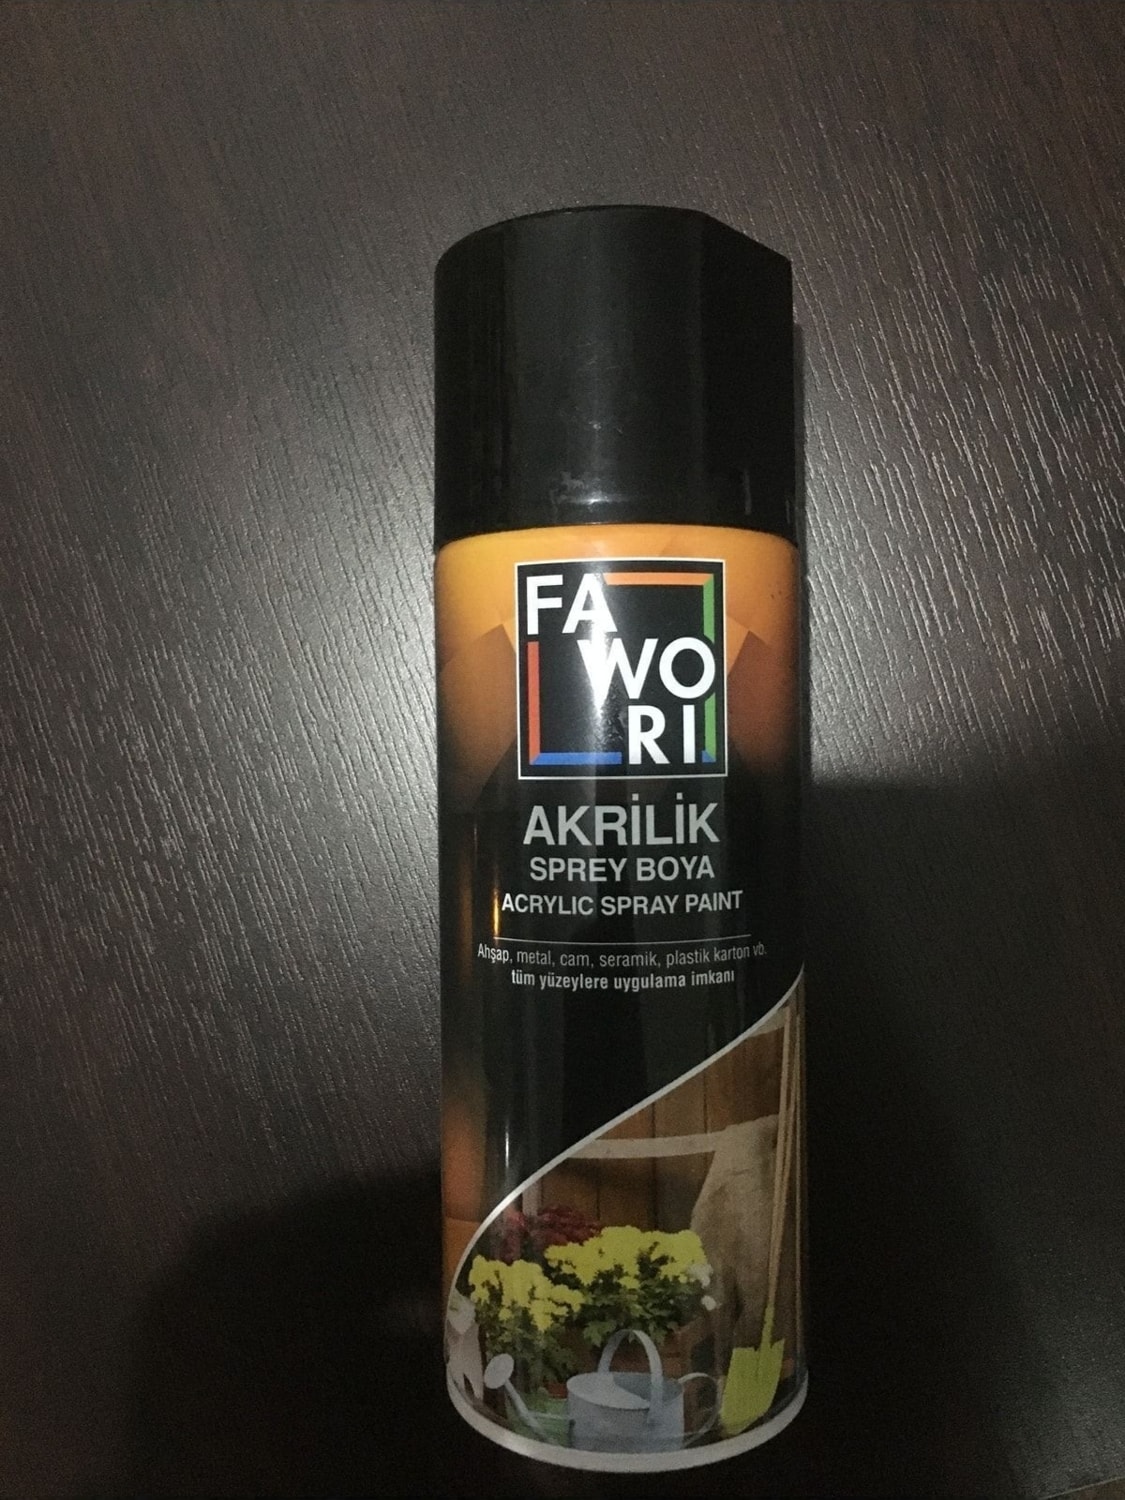 FA
WO
RI
AKRİLİK
SPREY BOYA
ACRYLIC SPRAY PAINT
Ahşap, metal, cam, seramik, plastik karton vb.
tüm yüzeylere uygulama imkanı